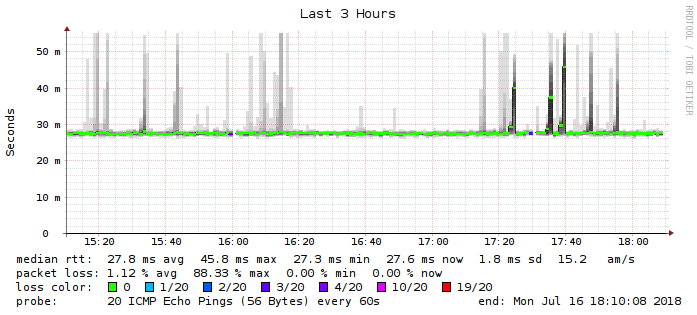 Last 3 Hours
RRDTOOL / TOBI OETIKER
Seconds
50 m
40 m
30 m
20 m
10 m
0
15:20 15:40 16:00 16:20 16:40 17:00 17:20 17:40 18:00
median rtt: 27.8 ms avg 45.8 ms max 27.3 ms min 27.6 ms now 1.8 ms sd 15.2 am/s
packet loss: 1.12 % avg 88.33 % max 0.00 % min 0.00 % now
loss color: 0 1/20 2/20 3/20 4/20 10/20 19/20
probe: 20 ICMP Echo Pings (56 Bytes) every 60s end: Mon Jul 16 18:10:08 2018